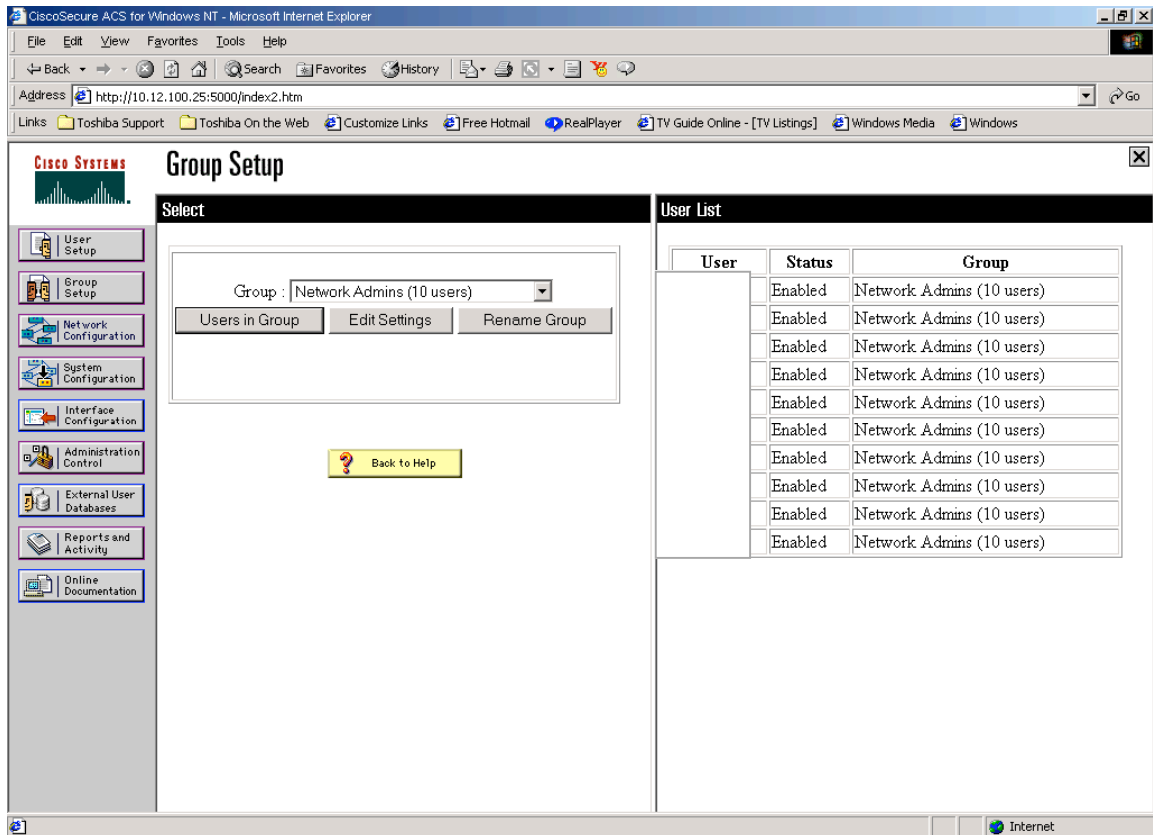 CiscoSecure ACS for Windows NT - Microsoft Internet Explorer
File Edit View Favorites Tools Help
Back Search Favorites History
Address http://10.12.100.25:5000/index2.htm Go
Links Toshiba Support Toshiba On the Web Customize Links Free Hotmail RealPlayer TV Guide Online - [TV Listings] Windows Media Windows
CISCO SYSTEMS
Group Setup
Select
User Setup
Group Setup
Network Configuration
System Configuration
Interface Configuration
Administration Control
External User Databases
Reports and Activity
Online Documentation
Group : Network Admins (10 users)
Users in Group Edit Settings Rename Group
Back to Help
User List
User Status Group
Enabled Network Admins (10 users)
Enabled Network Admins (10 users)
Enabled Network Admins (10 users)
Enabled Network Admins (10 users)
Enabled Network Admins (10 users)
Enabled Network Admins (10 users)
Enabled Network Admins (10 users)
Enabled Network Admins (10 users)
Enabled Network Admins (10 users)
Enabled Network Admins (10 users)
Internet